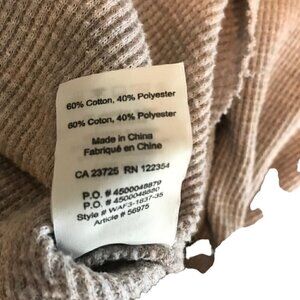 60% Cotton, 40% Polyester
60% Coton, 40% Polyester
Made in China
Fabriqué en Chine
CA 23725 RN 122354
P.O. # 4500048879
P.O. # 4500048880
Style # WAF3-1637-35
Article # 56975